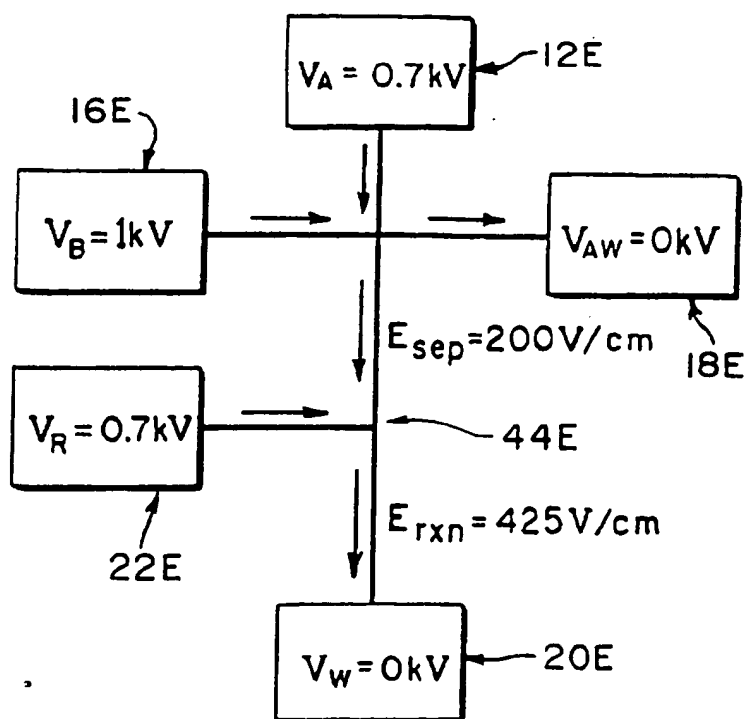 V_A = 0.7kV
12E
16E
V_B = 1kV
V_AW = 0kV
18E
E_sep = 200V/cm
V_R = 0.7kV
44E
22E
E_rxn = 425V/cm
V_W = 0kV
20E